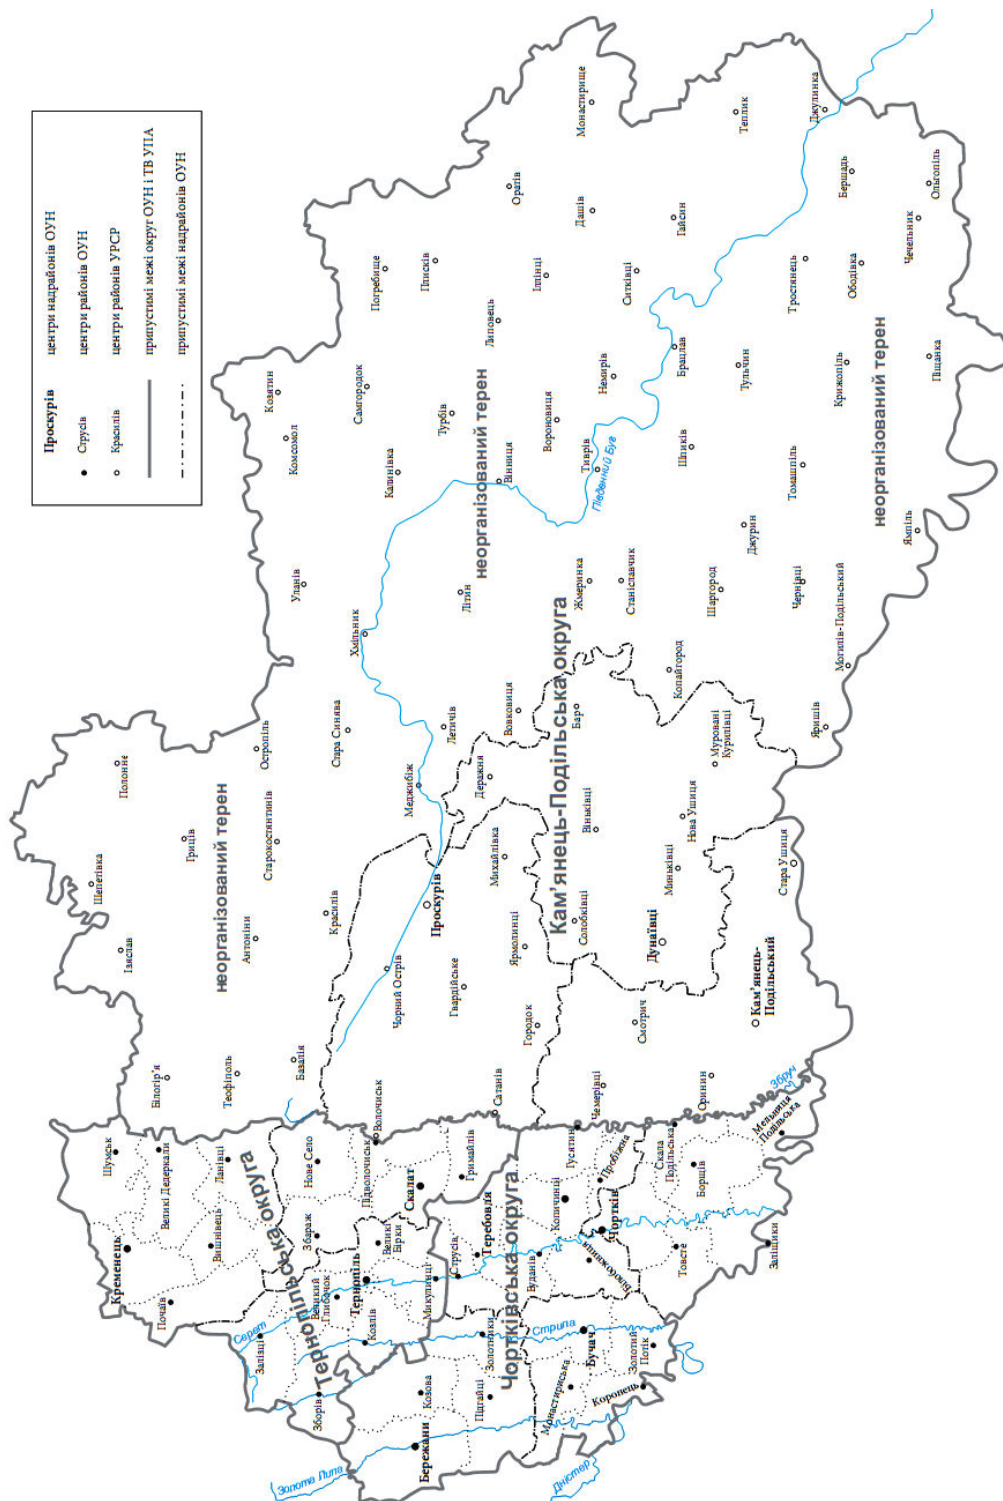 Проскурів центри надрайонів ОУН
Струсів центри районів ОУН
Красилів центри районів УРСР
припустимі межі округ ОУН і ТВ УПА
припустимі межі надрайонів ОУН
неорганізований терен
неорганізований терен
неорганізований терен
Кам’янець-Подільська округа
Тернопільська округа
Чортківська округа
Шумськ
Великі Дедеркали
Ланівці
Кременець
Вишнівець
Почаїв
Нове Село
Підволочиськ
Скалат
Гримайлів
Збараж
Великі
Бірки
Тернопіль
Великий
Глибочок
Микулинці
Козлів
Залізці
Зборів
Серет
Теребовля
Струсів
Буданів
Копичинці
Гусятин
Пробіжна
Чортків
Білобожниця
Скала
Подільська
Борщів
Мельниця
Подільська
Товсте
Заліщики
Золотники
Стрипа
Бучач
Золотий
Потік
Козова
Підгайці
Монастириська
Коропець
Бережани
Золота Липа
Дністер
Збруч
Білогір’я
Теофіполь
Базалія
Волочиськ
Сатанів
Чемерівці
Оринин
Ізяслав
Шепетівка
Полонне
Гриців
Антоніни
Старокостянтинів
Остропіль
Красилів
Стара Синява
Чорний Острів
Проскурів
Гвардійське
Ярмолинці
Михайлівка
Городок
Смотрич
Кам’янець-
Подільський
Солобківці
Дунаївці
Миньківці
Стара Ушиця
Нова Ушиця
Віньківці
Муровані
Курилівці
Деражня
Меджибіж
Летичів
Вовковиця
Бар
Копайгород
Яришів
Могилів-Подільський
Хмільник
Уланів
Літин
Жмеринка
Станіславчик
Шаргород
Джурин
Чернівці
Ямпіль
Козятин
Комсомол
Самгородок
Калинівка
Турбів
Вінниця
Вороновиця
Тиврів
Південний Буг
Шпиків
Томашпіль
Немирів
Брацлав
Тульчин
Крижопіль
Піщанка
Погребище
Плисків
Липовець
Іллінці
Ситківці
Тростянець
Ободівка
Чечельник
Оратів
Дашів
Гайсин
Бершадь
Ольгопіль
Монастирище
Теплик
Джулинка